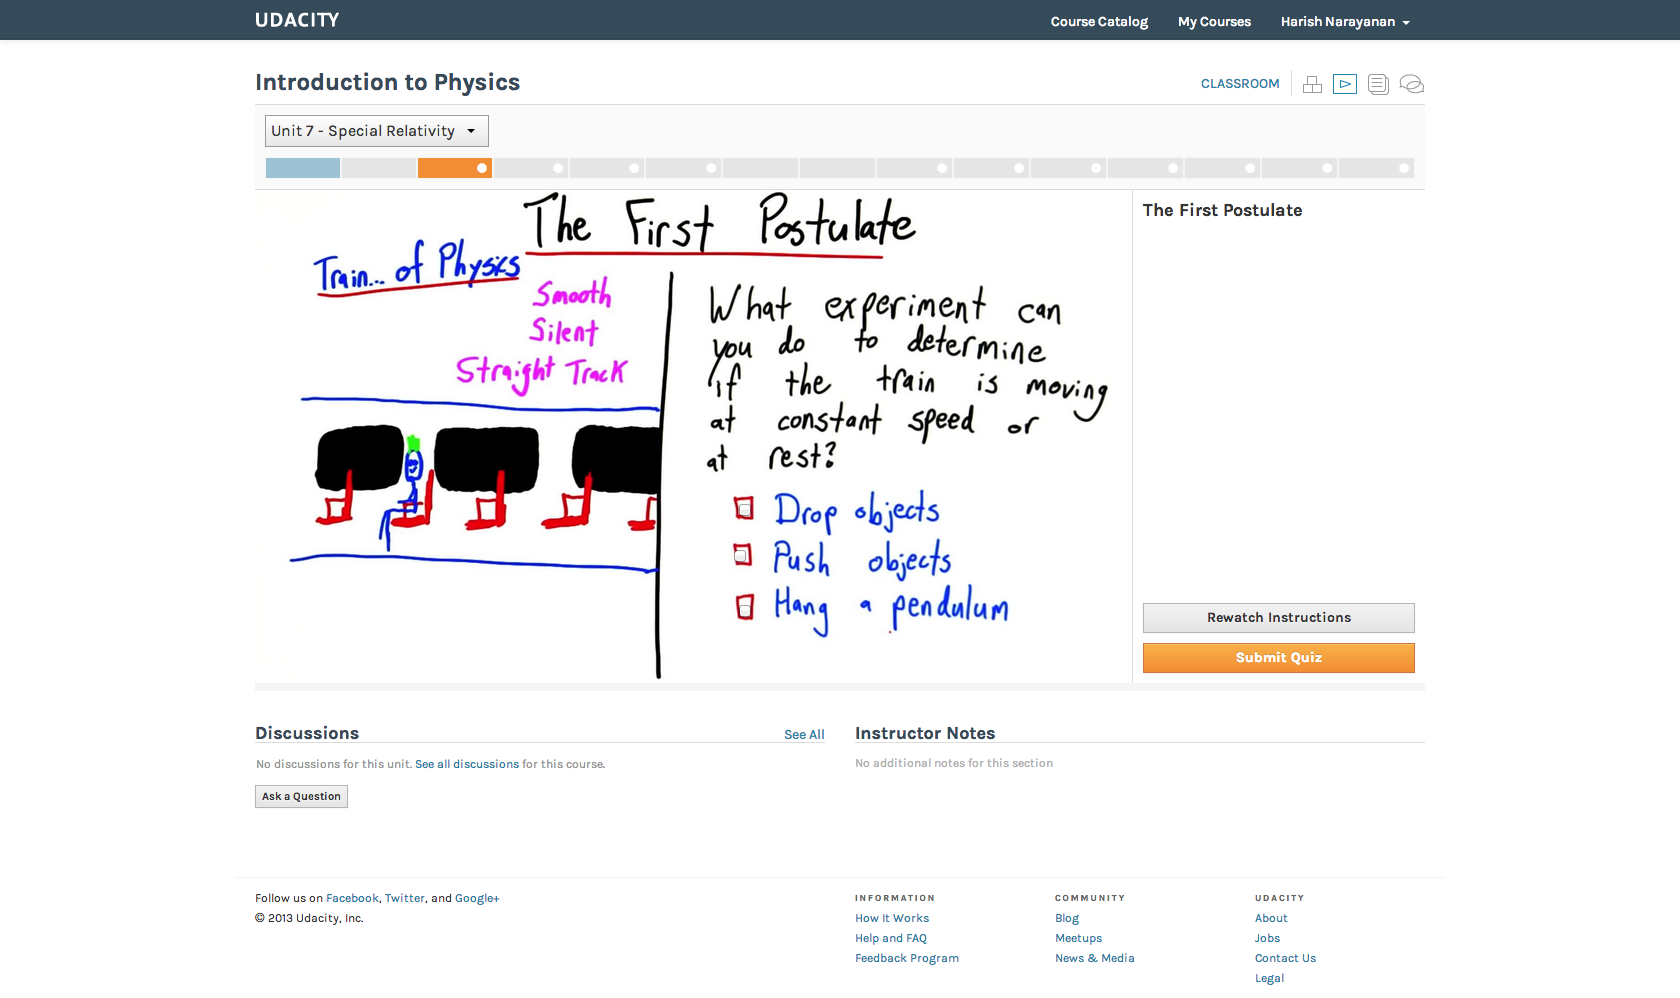 UDACITY
Course Catalog
My Courses
Harish Narayanan
Introduction to Physics
CLASSROOM
Unit 7 - Special Relativity
The First Postulate
Train... of Physics
Smooth
Silent
Straight Track
What experiment can
you do to determine
if the train is moving
at constant speed or
at rest?
Drop objects
Push objects
Hang a pendulum
The First Postulate
Rewatch Instructions
Submit Quiz
Discussions
See All
No discussions for this unit. See all discussions for this course.
Ask a Question
Instructor Notes
No additional notes for this section
Follow us on Facebook, Twitter, and Google+
© 2013 Udacity, Inc.
INFORMATION
How It Works
Help and FAQ
Feedback Program
COMMUNITY
Blog
Meetups
News & Media
UDACITY
About
Jobs
Contact Us
Legal